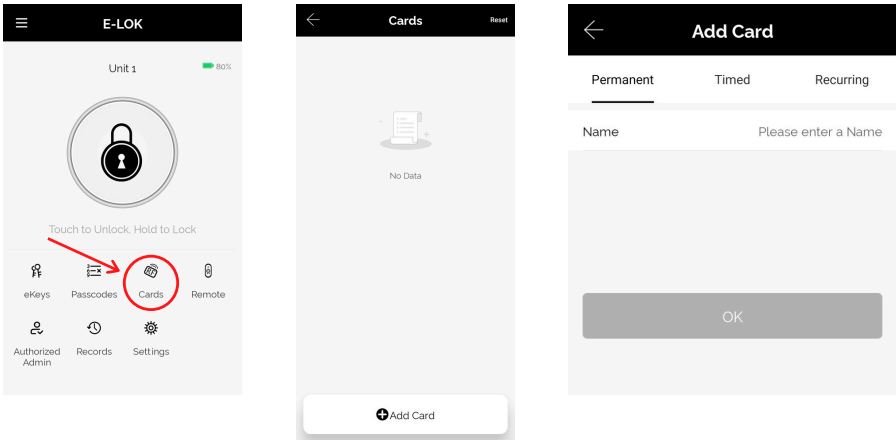 E-LOK
Unit 1
80%
Touch to Unlock, Hold to Lock
eKeys
Passcodes
Cards
Remote
Authorized
Admin
Records
Settings
Cards
Reset
No Data
Add Card
Add Card
Permanent
Timed
Recurring
Name
Please enter a Name
OK